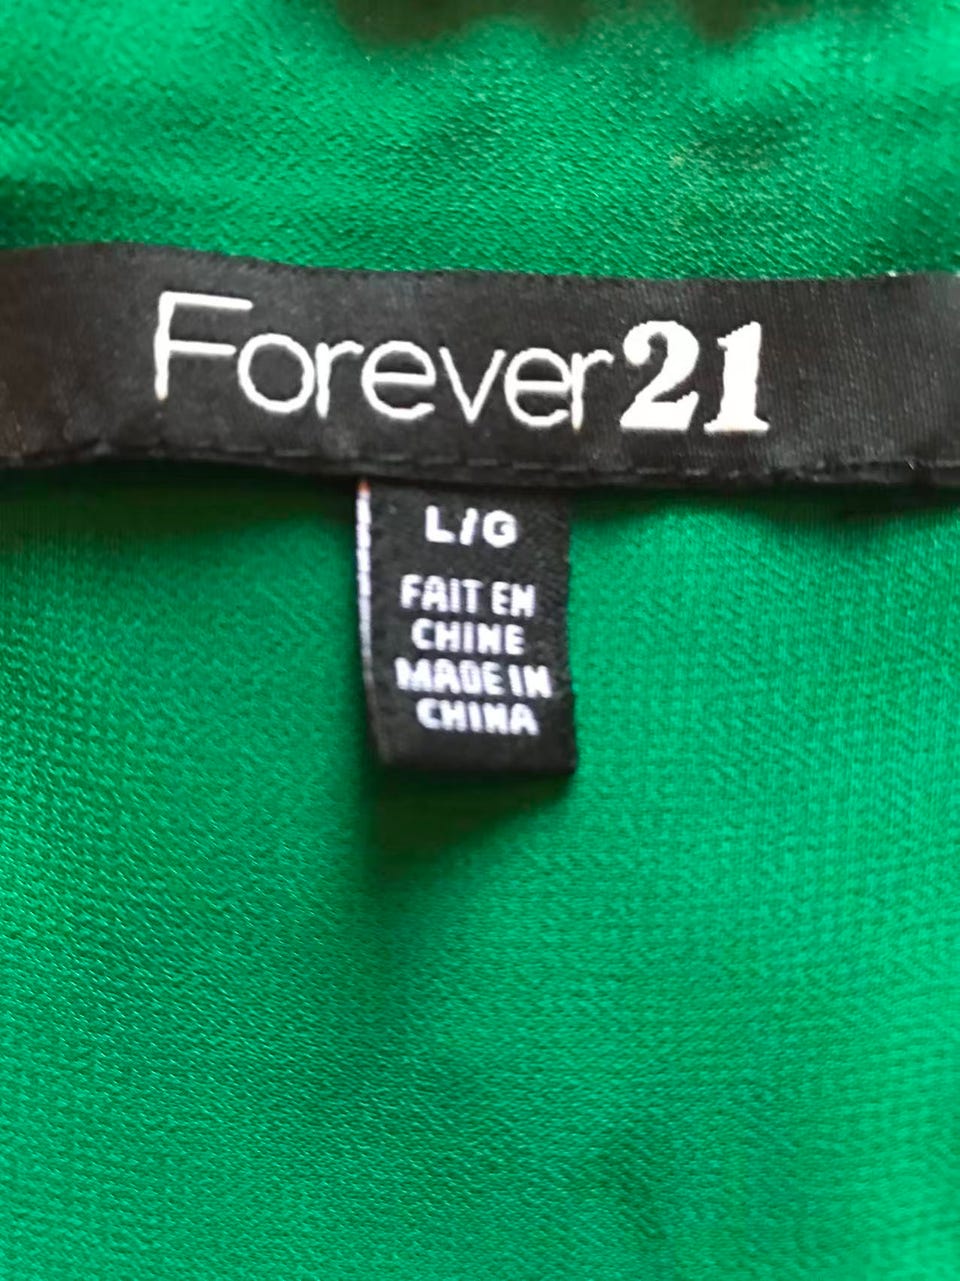 Forever21
L/G
FAIT EN
CHINE
MADE IN
CHINA